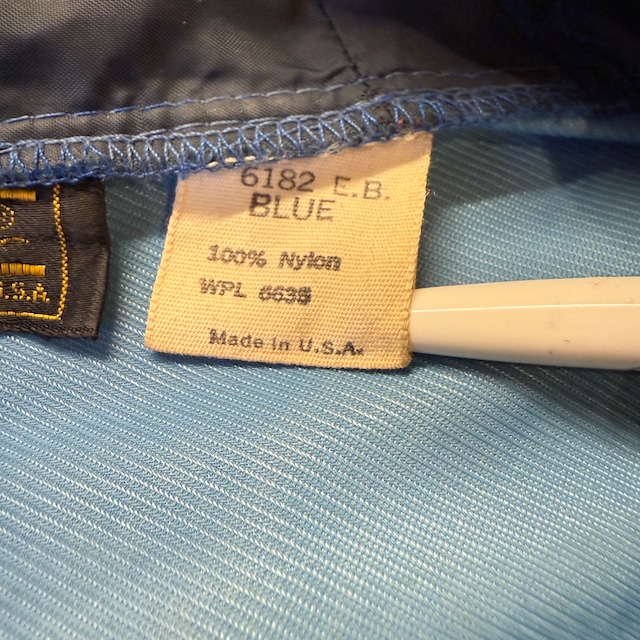 6182 E.B.
BLUE
100% Nylon
WPL 6635
Made in U.S.A.
U.S.A.